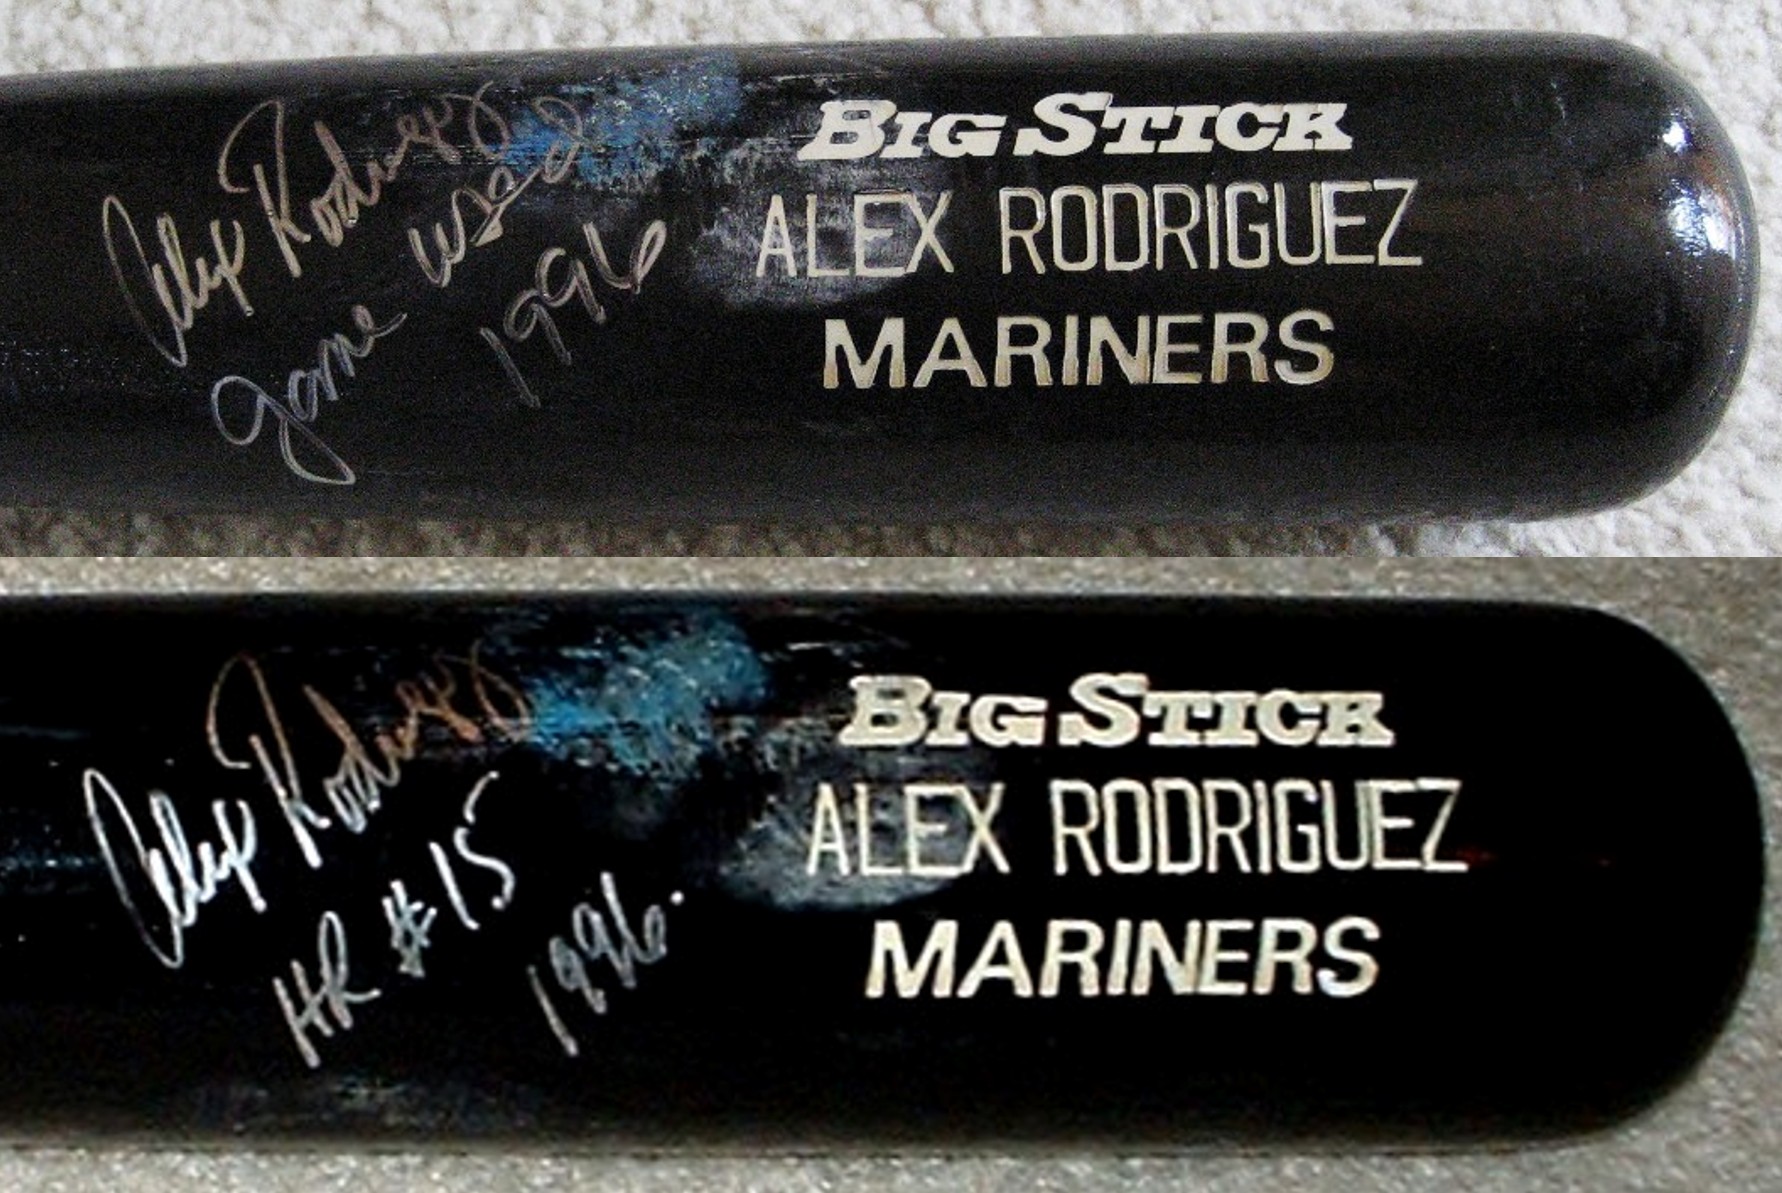 Alex Rodriguez
Game Used
1996
BIG STICK
ALEX RODRIGUEZ
MARINERS
Alex Rodriguez
HR #15
1996.
BIG STICK
ALEX RODRIGUEZ
MARINERS